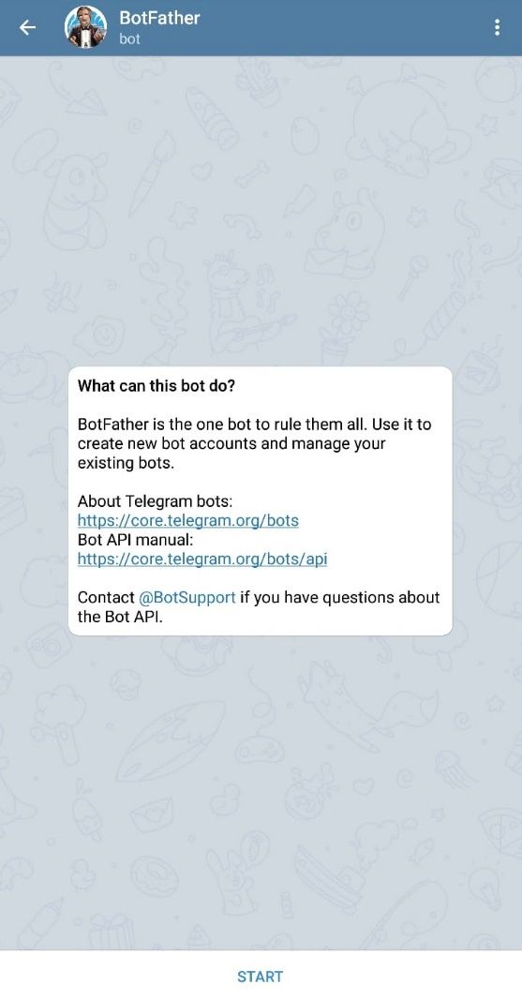 BotFather
bot
What can this bot do?
BotFather is the one bot to rule them all. Use it to
create new bot accounts and manage your
existing bots.
About Telegram bots:
https://core.telegram.org/bots
Bot API manual:
https://core.telegram.org/bots/api
Contact @BotSupport if you have questions about
the Bot API.
START